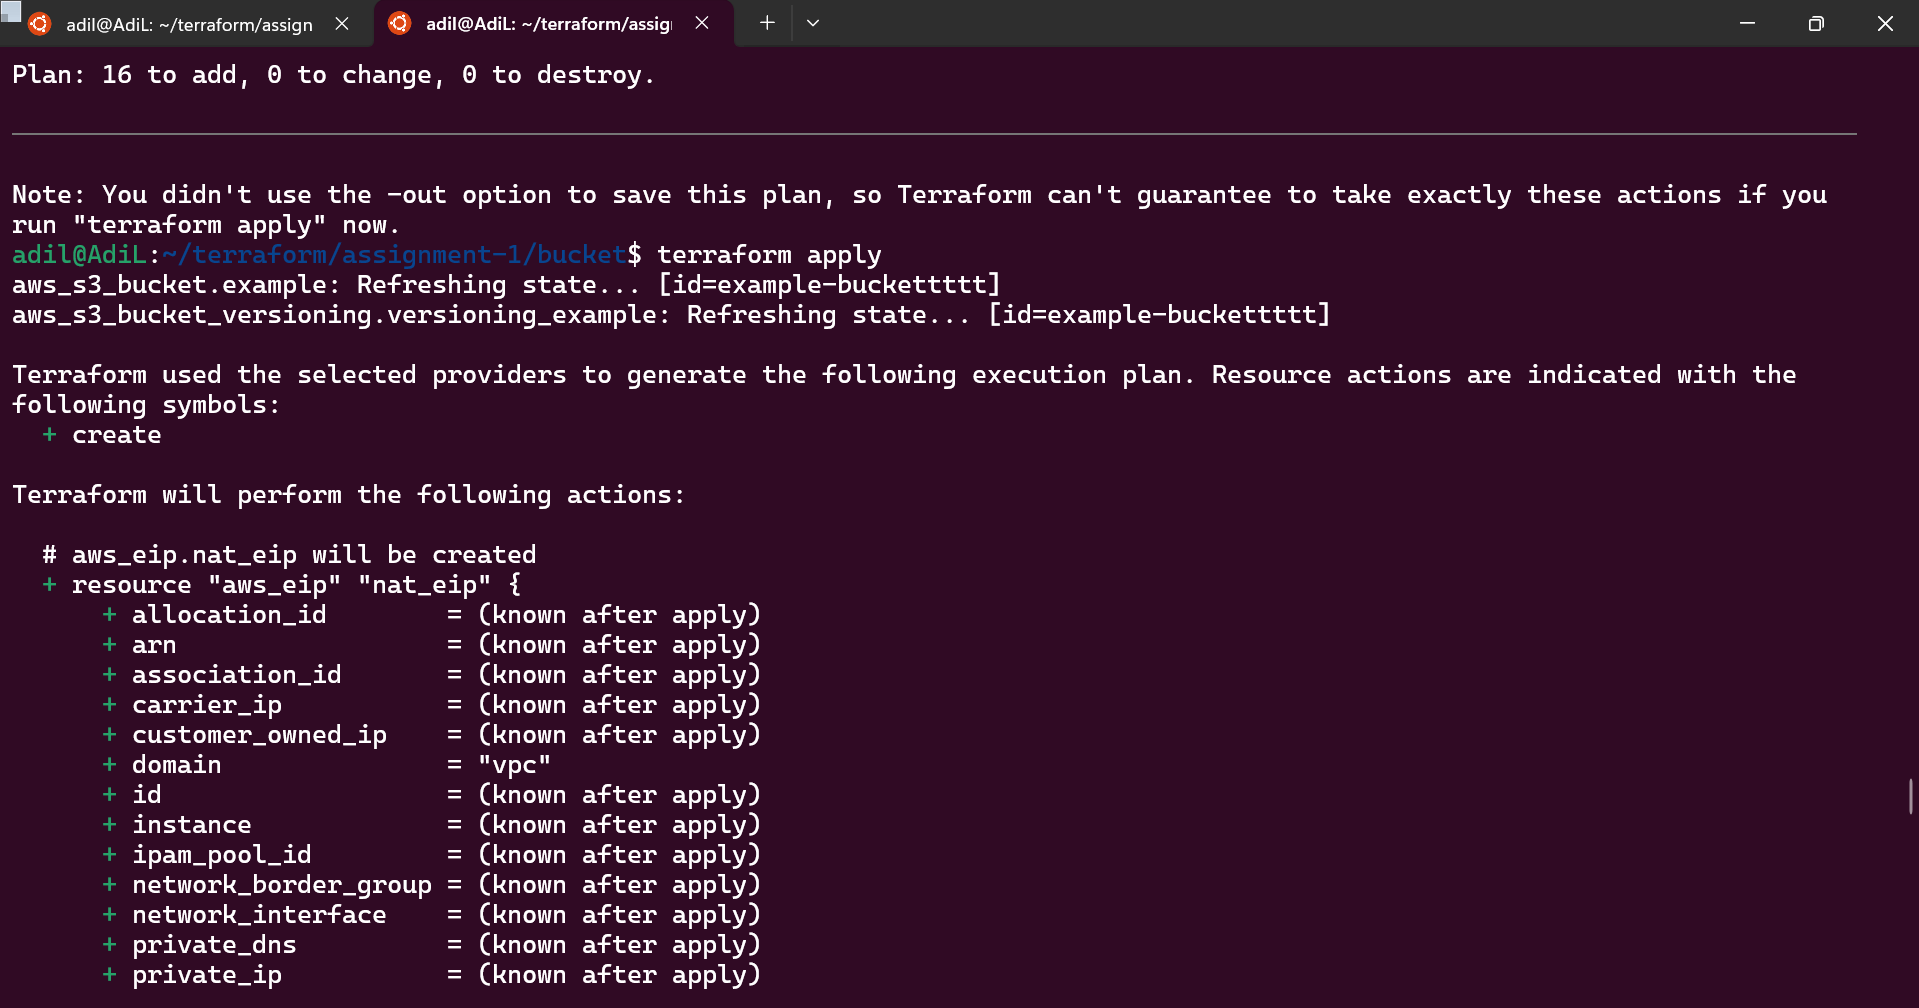 adil@AdiL: ~/terraform/assign
adil@AdiL: ~/terraform/assig
Plan: 16 to add, 0 to change, 0 to destroy.
Note: You didn't use the -out option to save this plan, so Terraform can't guarantee to take exactly these actions if you
run "terraform apply" now.
adil@AdiL:~/terraform/assignment-1/bucket$ terraform apply
aws_s3_bucket.example: Refreshing state... [id=example-buckettttt]
aws_s3_bucket_versioning.versioning_example: Refreshing state... [id=example-buckettttt]
Terraform used the selected providers to generate the following execution plan. Resource actions are indicated with the
following symbols:
+ create
Terraform will perform the following actions:
# aws_eip.nat_eip will be created
+ resource "aws_eip" "nat_eip" {
+ allocation_id = (known after apply)
+ arn = (known after apply)
+ association_id = (known after apply)
+ carrier_ip = (known after apply)
+ customer_owned_ip = (known after apply)
+ domain = "vpc"
+ id = (known after apply)
+ instance = (known after apply)
+ ipam_pool_id = (known after apply)
+ network_border_group = (known after apply)
+ network_interface = (known after apply)
+ private_dns = (known after apply)
+ private_ip = (known after apply)